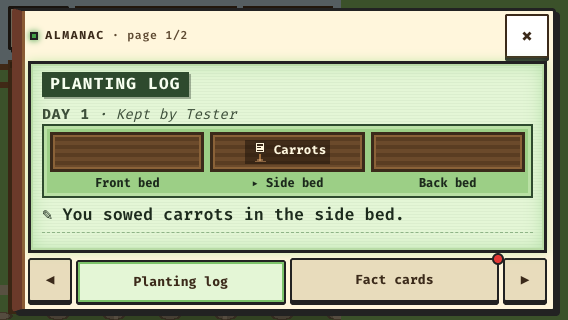 ALMANAC · page 1/2
✖
PLANTING LOG
DAY 1 · Kept by Tester
Carrots
Front bed
▸ Side bed
Back bed
✎ You sowed carrots in the side bed.
◀
Planting log
Fact cards
▶